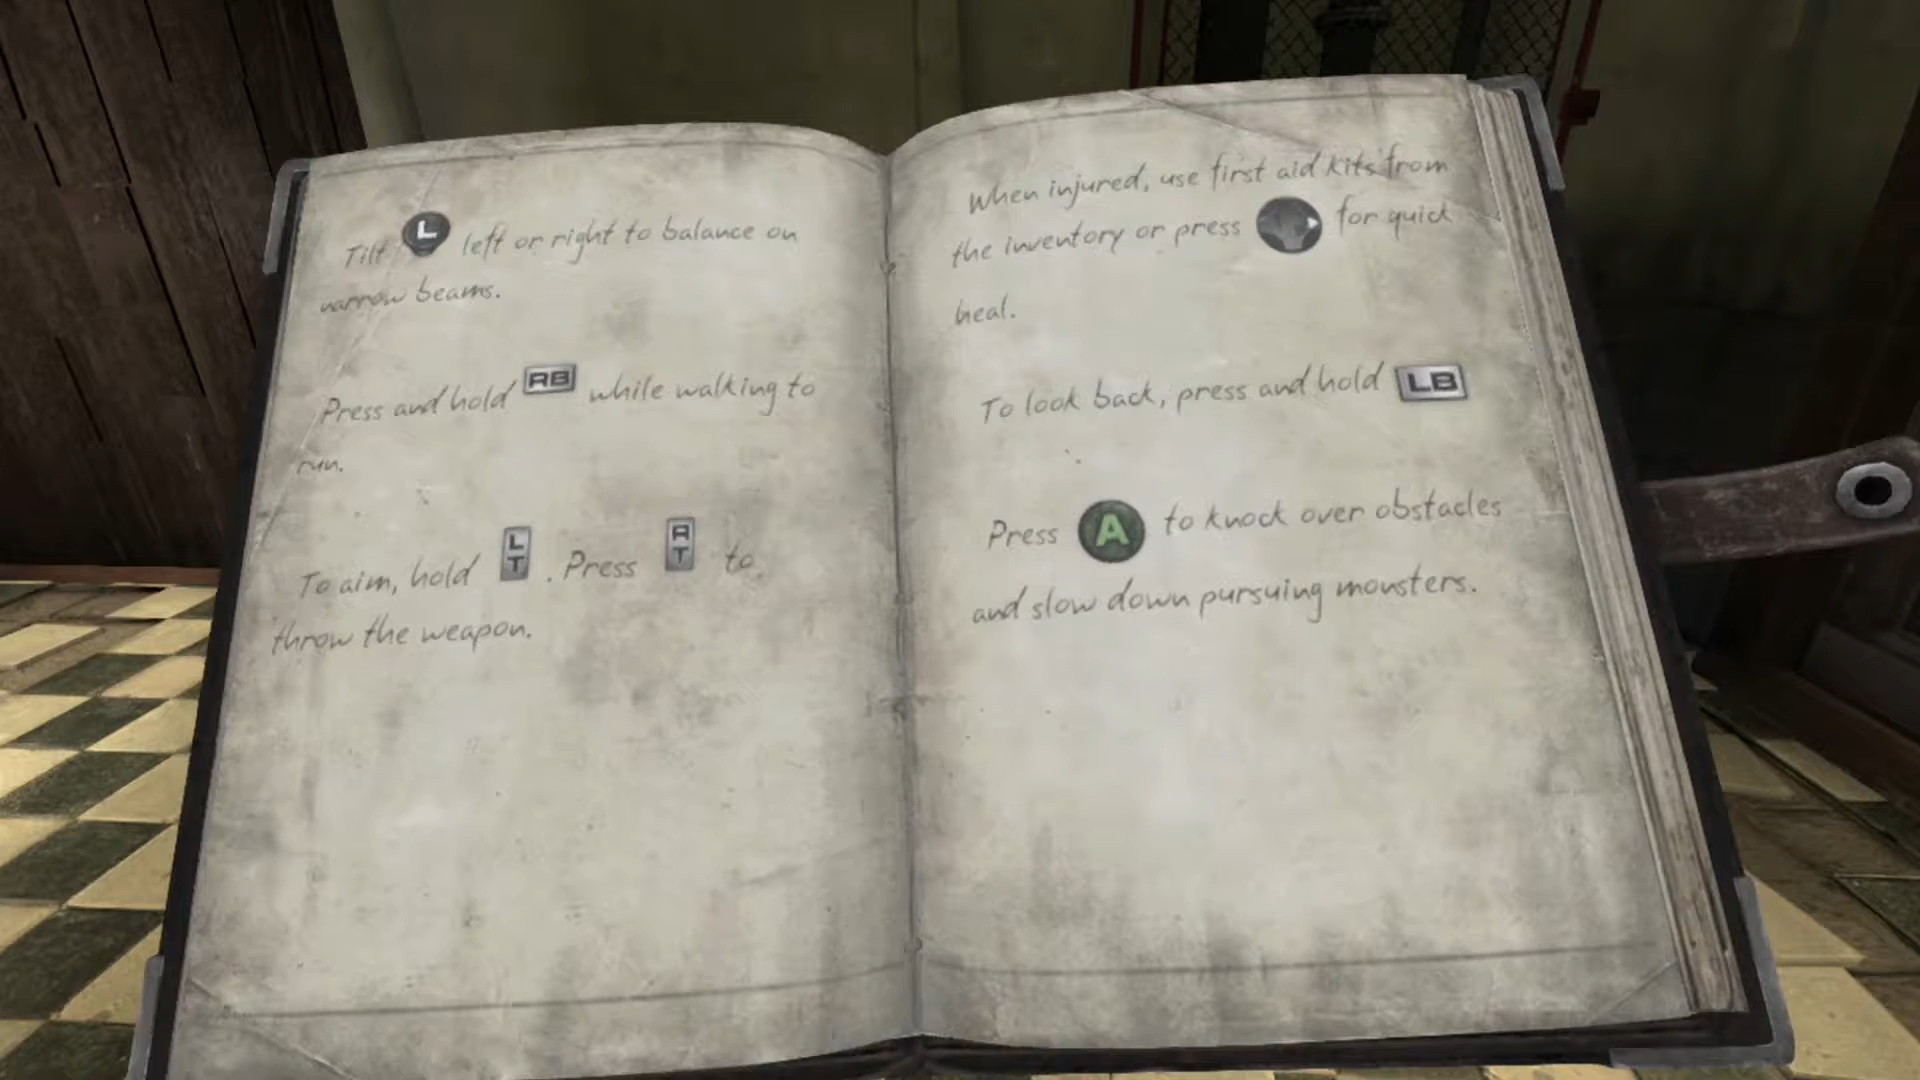 Tilt L left or right to balance on
narrow beams.
Press and hold RB while walking to
run.
To aim, hold LT. Press RT to
throw the weapon.
When injured, use first aid kits from
the inventory or press for quick
heal.
To look back, press and hold LB
Press A to knock over obstacles
and slow down pursuing monsters.